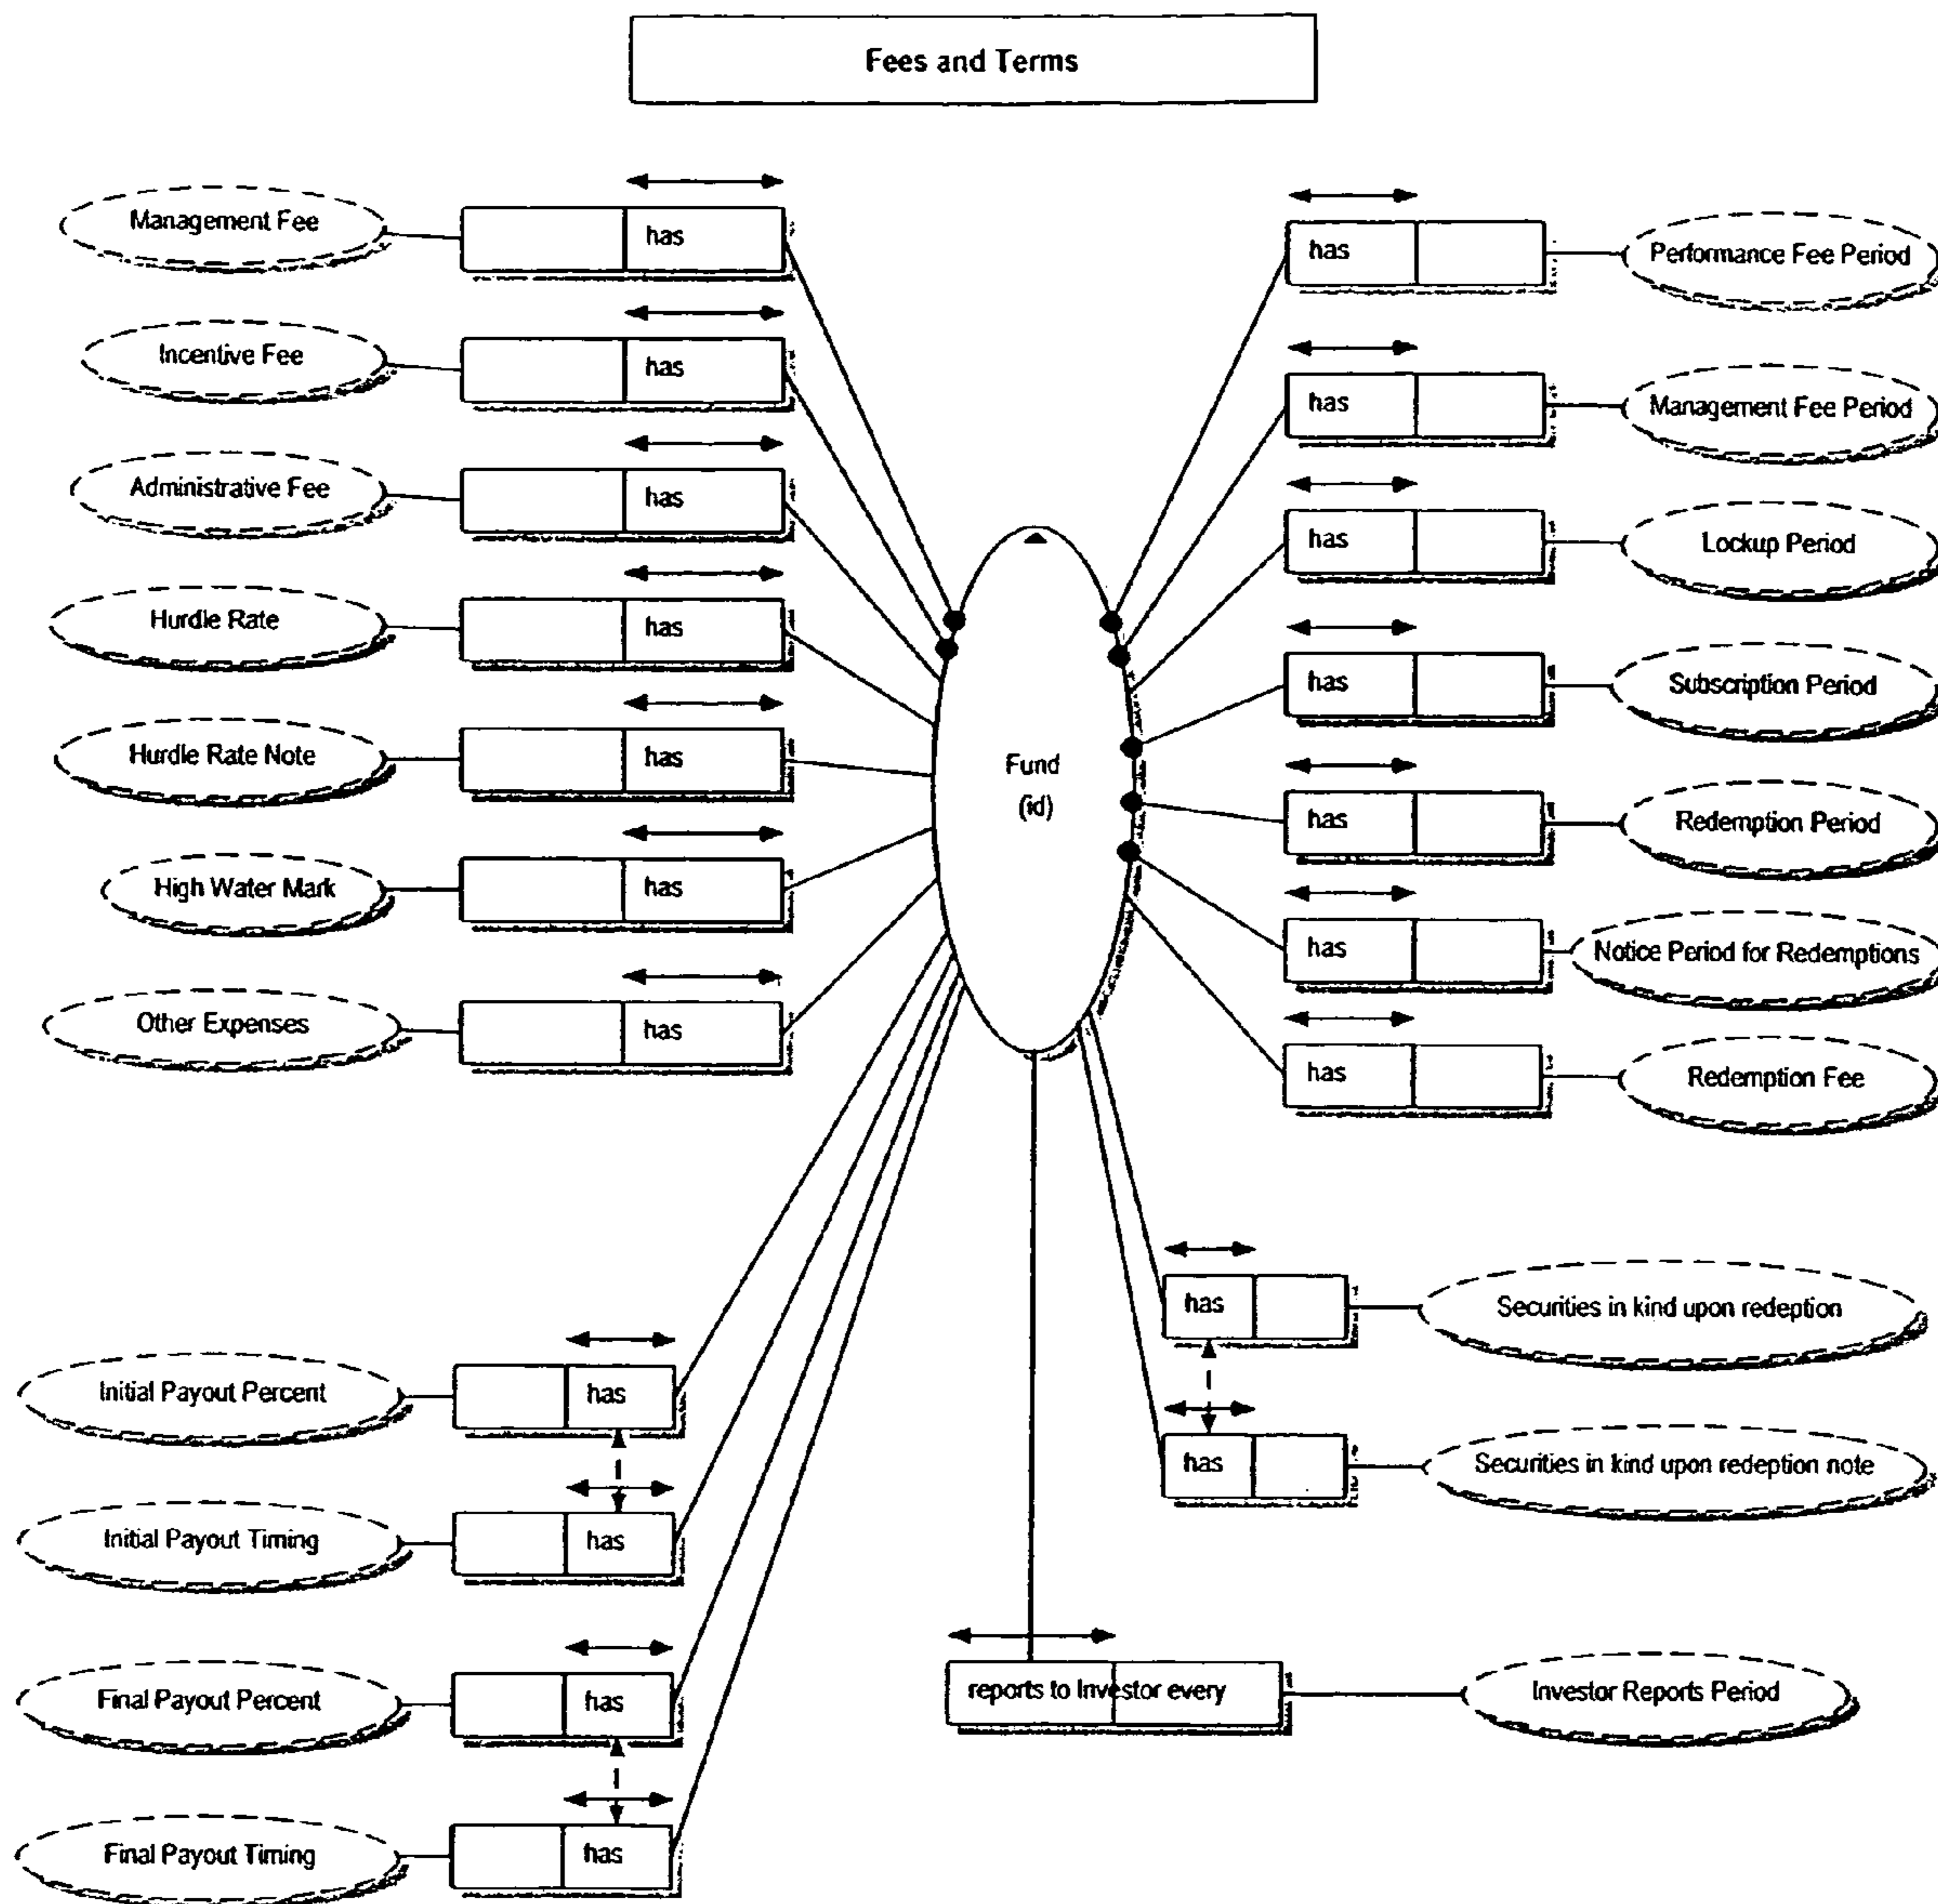 Fees and Terms
Management Fee
has
Incentive Fee
has
Administrative Fee
has
Hurdle Rate
has
Hurdle Rate Note
has
High Water Mark
has
Other Expenses
has
Fund
(id)
has
Performance Fee Period
has
Management Fee Period
has
Lockup Period
has
Subscription Period
has
Redemption Period
has
Notice Period for Redemptions
has
Redemption Fee
Initial Payout Percent
has
Initial Payout Timing
has
Final Payout Percent
has
Final Payout Timing
has
has
Securities in kind upon redeption
has
Securities in kind upon redeption note
reports to Investor every
Investor Reports Period